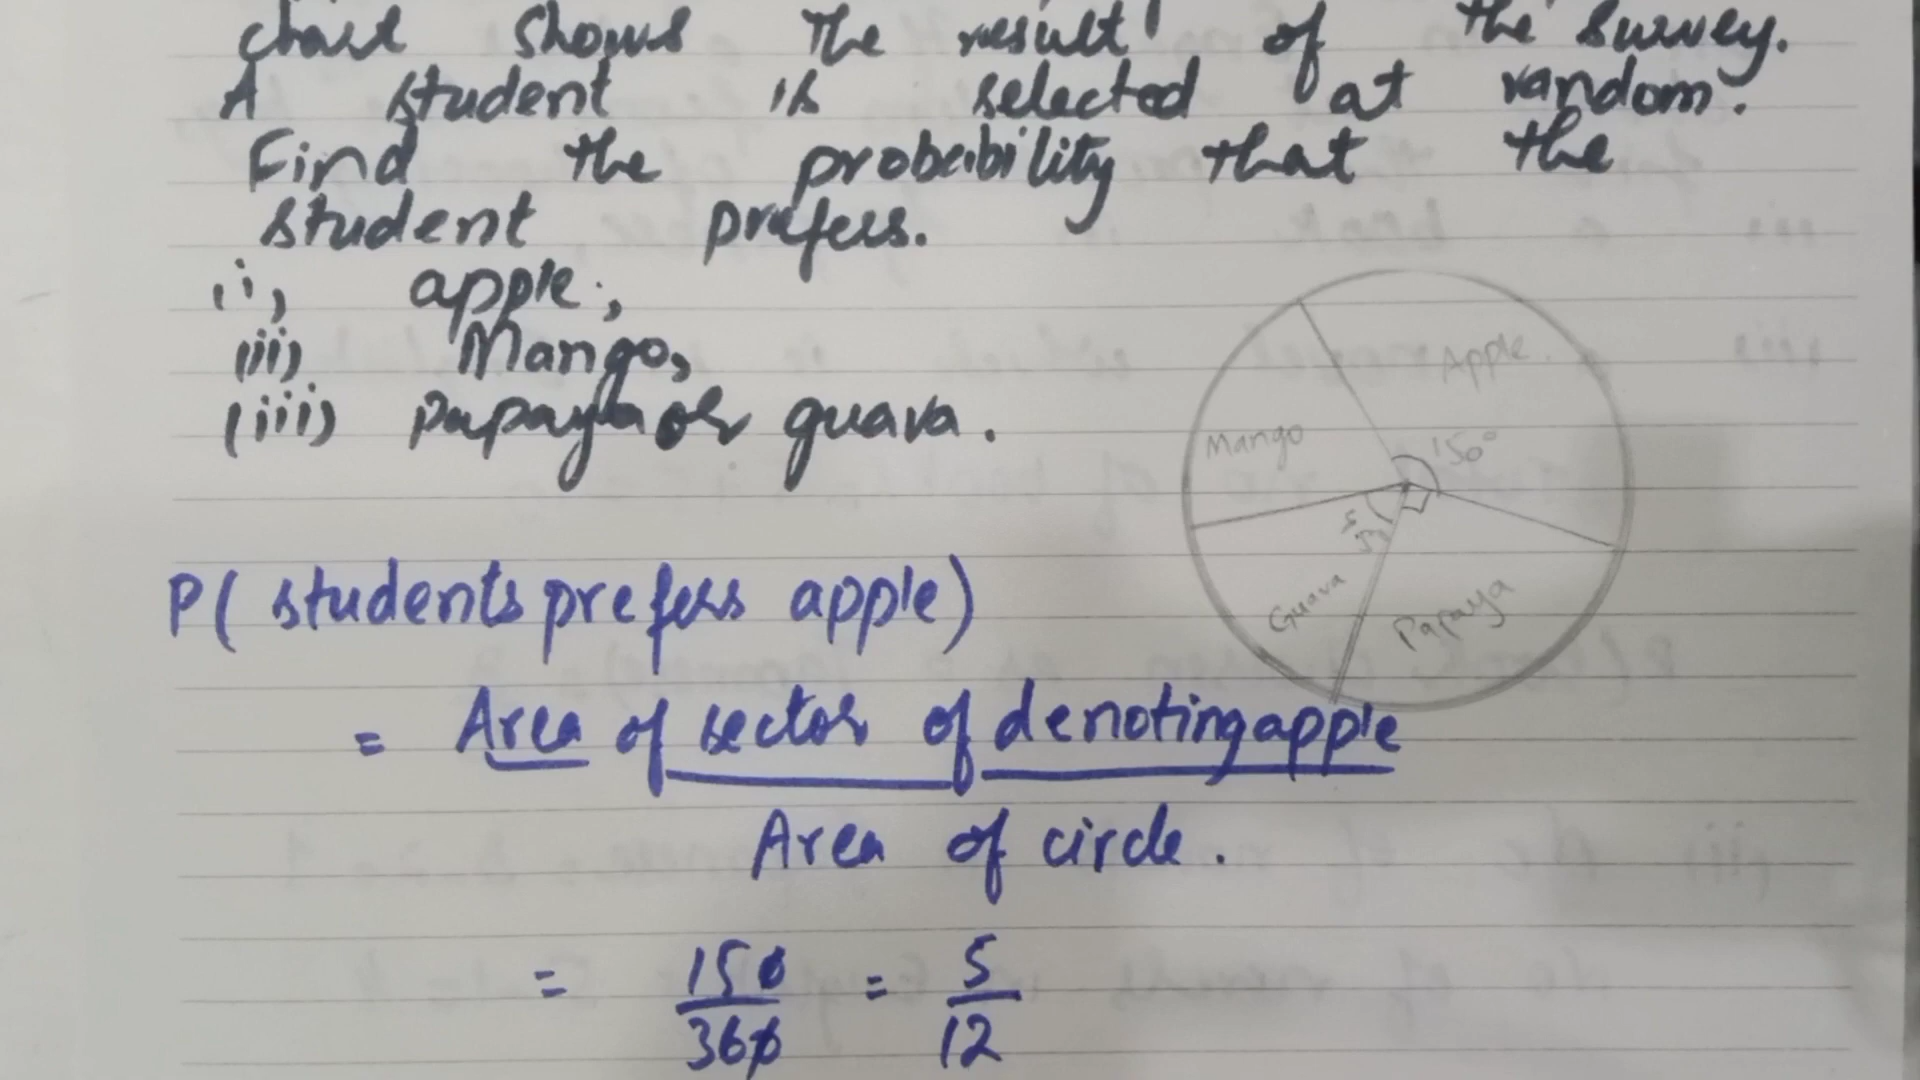 chart shows the result of the survey.
A student is selected at random.
Find the probability that the
student prefers.
(i) apple,
(ii) Mango,
(iii) Papaya or guava.
Apple
Mango
150°
Guava
Papaya
P( students prefers apple)
= Area of sector of denoting apple
Area of circle.
= 150 = 5
360 12